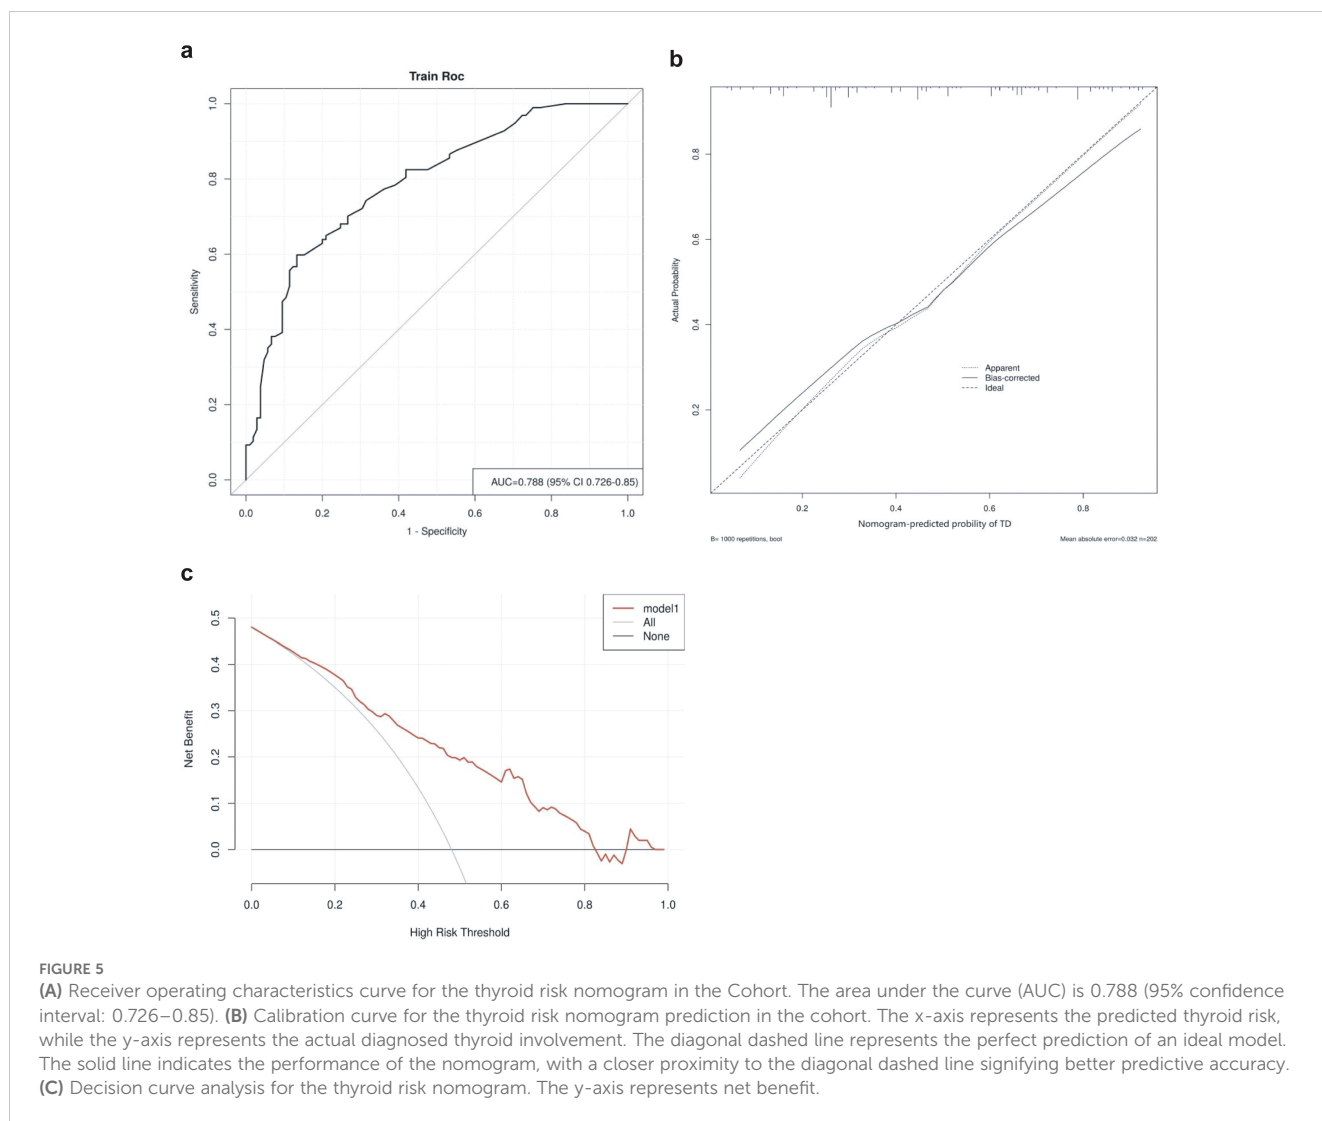 a
Train Roc
1.0
0.8
0.6
0.4
0.2
0.0
Sensitivity
AUC=0.788 (95% CI 0.726-0.85)
0.0 0.2 0.4 0.6 0.8 1.0
1 - Specificity
b
0.8
0.6
0.4
0.2
Actual Probability
Apparent
Bias-corrected
Ideal
0.2 0.4 0.6 0.8
Nomogram-predicted probility of TD
B= 1000 repetitions, boot Mean absolute error=0.032 n=202
c
0.5
0.4
0.3
0.2
0.1
0.0
Net Benefit
model1
All
None
0.0 0.2 0.4 0.6 0.8 1.0
High Risk Threshold
FIGURE 5
(A) Receiver operating characteristics curve for the thyroid risk nomogram in the Cohort. The area under the curve (AUC) is 0.788 (95% confidence
interval: 0.726–0.85). (B) Calibration curve for the thyroid risk nomogram prediction in the cohort. The x-axis represents the predicted thyroid risk,
while the y-axis represents the actual diagnosed thyroid involvement. The diagonal dashed line represents the perfect prediction of an ideal model.
The solid line indicates the performance of the nomogram, with a closer proximity to the diagonal dashed line signifying better predictive accuracy.
(C) Decision curve analysis for the thyroid risk nomogram. The y-axis represents net benefit.